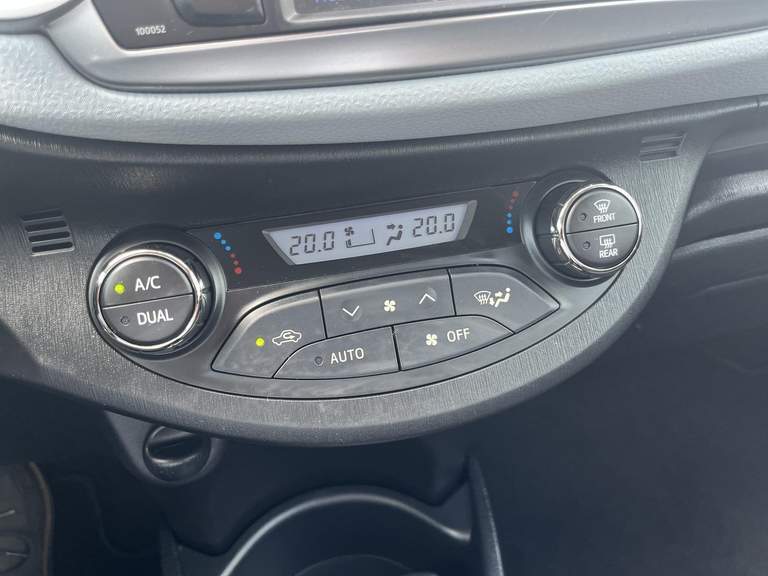 100052
20.0 20.0
FRONT
REAR
A/C
DUAL
AUTO
OFF